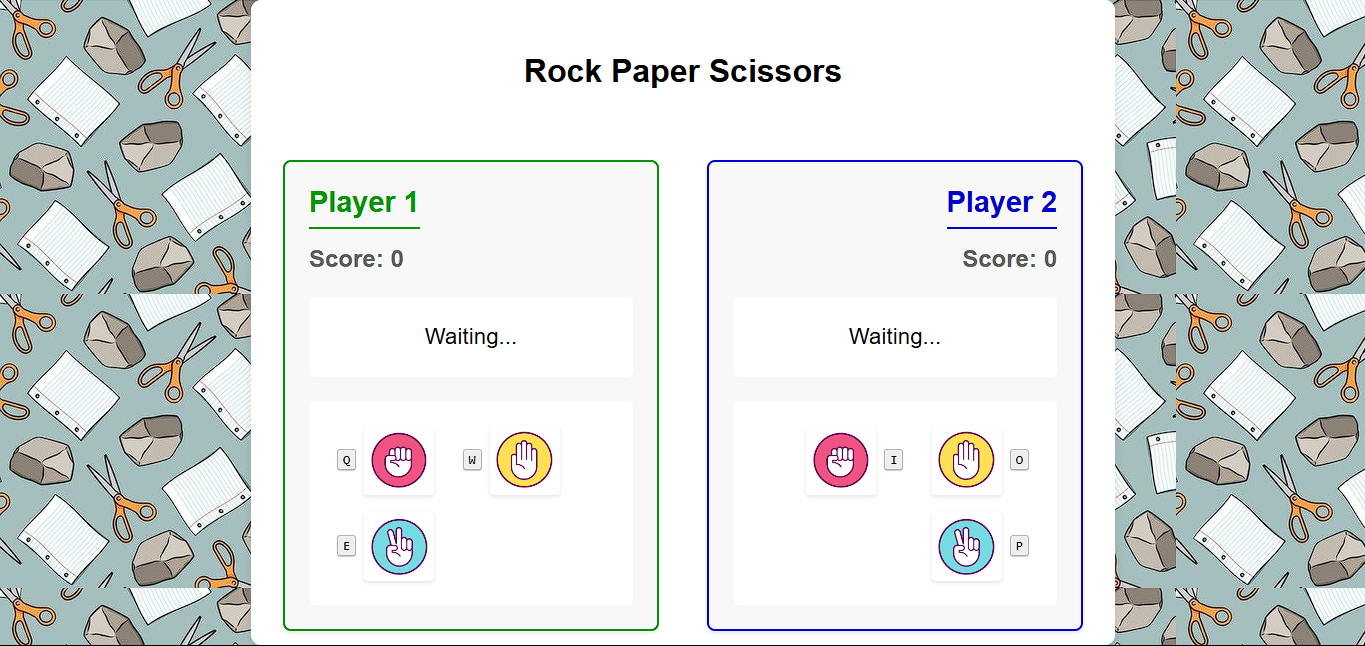 Rock Paper Scissors
Player 1
Score: 0
Waiting...
Q
W
E
Player 2
Score: 0
Waiting...
I
O
P